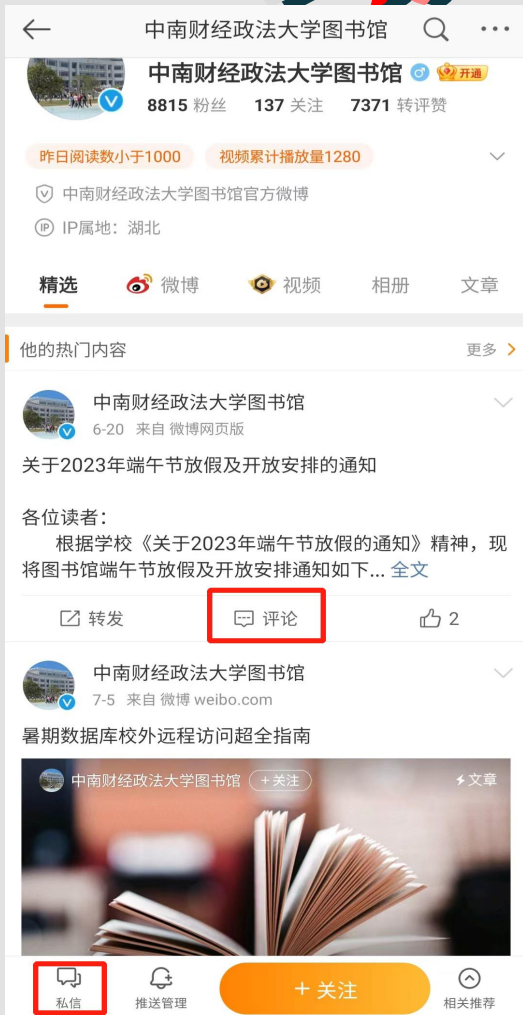 中南财经政法大学图书馆
中南财经政法大学图书馆 开通
8815 粉丝 137 关注 7371 转评赞
昨日阅读数小于1000 视频累计播放量1280
中南财经政法大学图书馆官方微博
IP IP属地：湖北
精选 微博 视频 相册 文章
他的热门内容 更多
中南财经政法大学图书馆
6-20 来自 微博网页版
关于2023年端午节放假及开放安排的通知
各位读者：
根据学校《关于2023年端午节放假的通知》精神，现
将图书馆端午节放假及开放安排通知如下... 全文
转发 评论 2
中南财经政法大学图书馆
7-5 来自 微博 weibo.com
暑期数据库校外远程访问超全指南
中南财经政法大学图书馆 +关注 文章
私信 推送管理 +关注 相关推荐